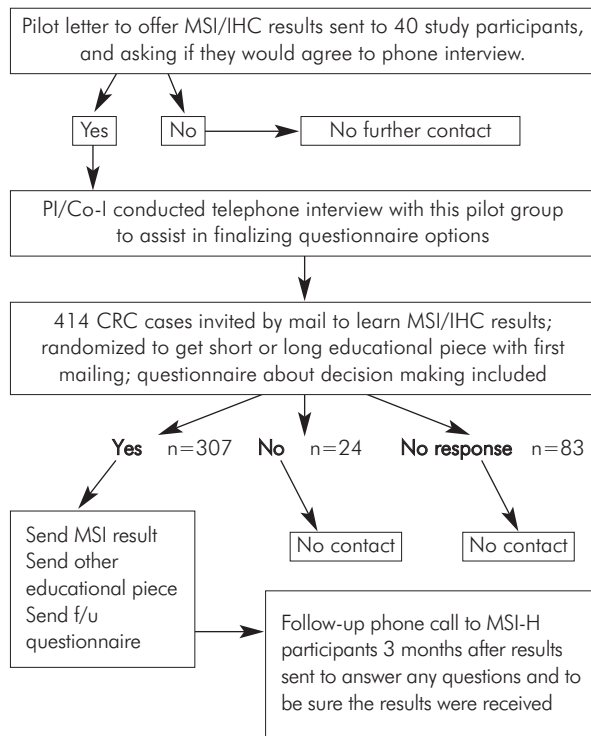 Pilot letter to offer MSI/IHC results sent to 40 study participants,
and asking if they would agree to phone interview.
Yes
No
No further contact
PI/Co-I conducted telephone interview with this pilot group
to assist in finalizing questionnaire options
414 CRC cases invited by mail to learn MSI/IHC results;
randomized to get short or long educational piece with first
mailing; questionnaire about decision making included
Yes n=307 No n=24 No response n=83
Send MSI result
Send other
educational piece
Send f/u
questionnaire
No contact
No contact
Follow-up phone call to MSI-H
participants 3 months after results
sent to answer any questions and to
be sure the results were received